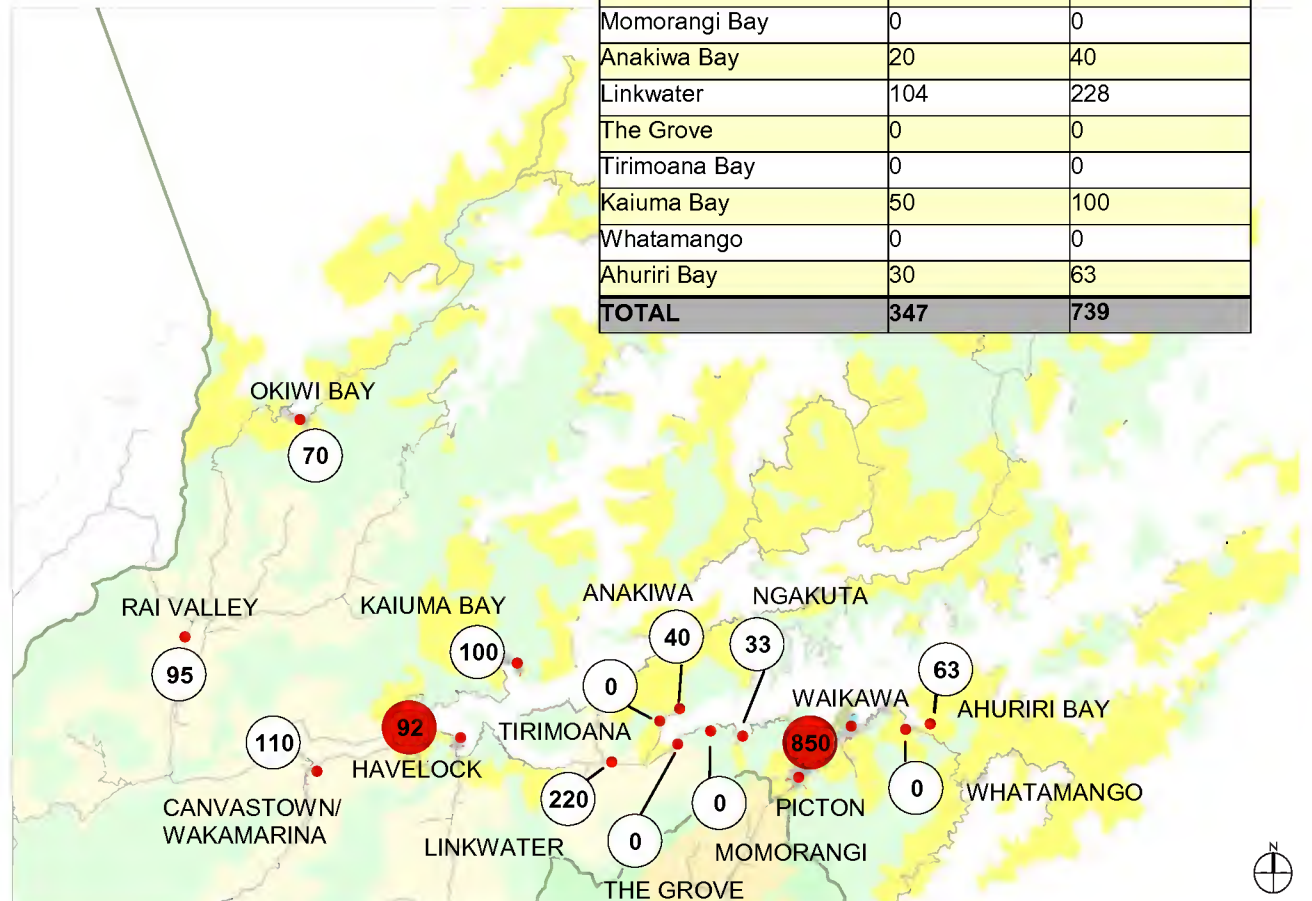 Momorangi Bay 0 0
Anakiwa Bay 20 40
Linkwater 104 228
The Grove 0 0
Tirimoana Bay 0 0
Kaiuma Bay 50 100
Whatamango 0 0
Ahuriri Bay 30 63
TOTAL 347 739
OKIWI BAY
70
RAI VALLEY
95
KAIUMA BAY
100
ANAKIWA
40
NGAKUTA
33
0
TIRIMOANA
WAIKAWA
63
AHURIRI BAY
92
HAVELOCK
110
CANVASTOWN/
WAKAMARINA
220
LINKWATER
0
THE GROVE
0
MOMORANGI
850
PICTON
0
WHATAMANGO
N